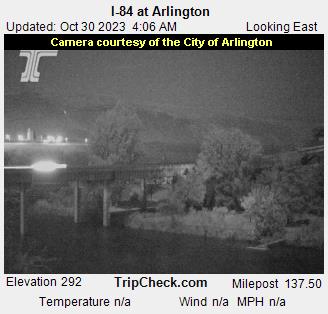 I-84 at Arlington
Updated: Oct 30 2023  4:06 AM Looking East
Camera courtesy of the City of Arlington
Elevation 292 TripCheck.com Milepost 137.50
Temperature n/a Wind n/a MPH n/a